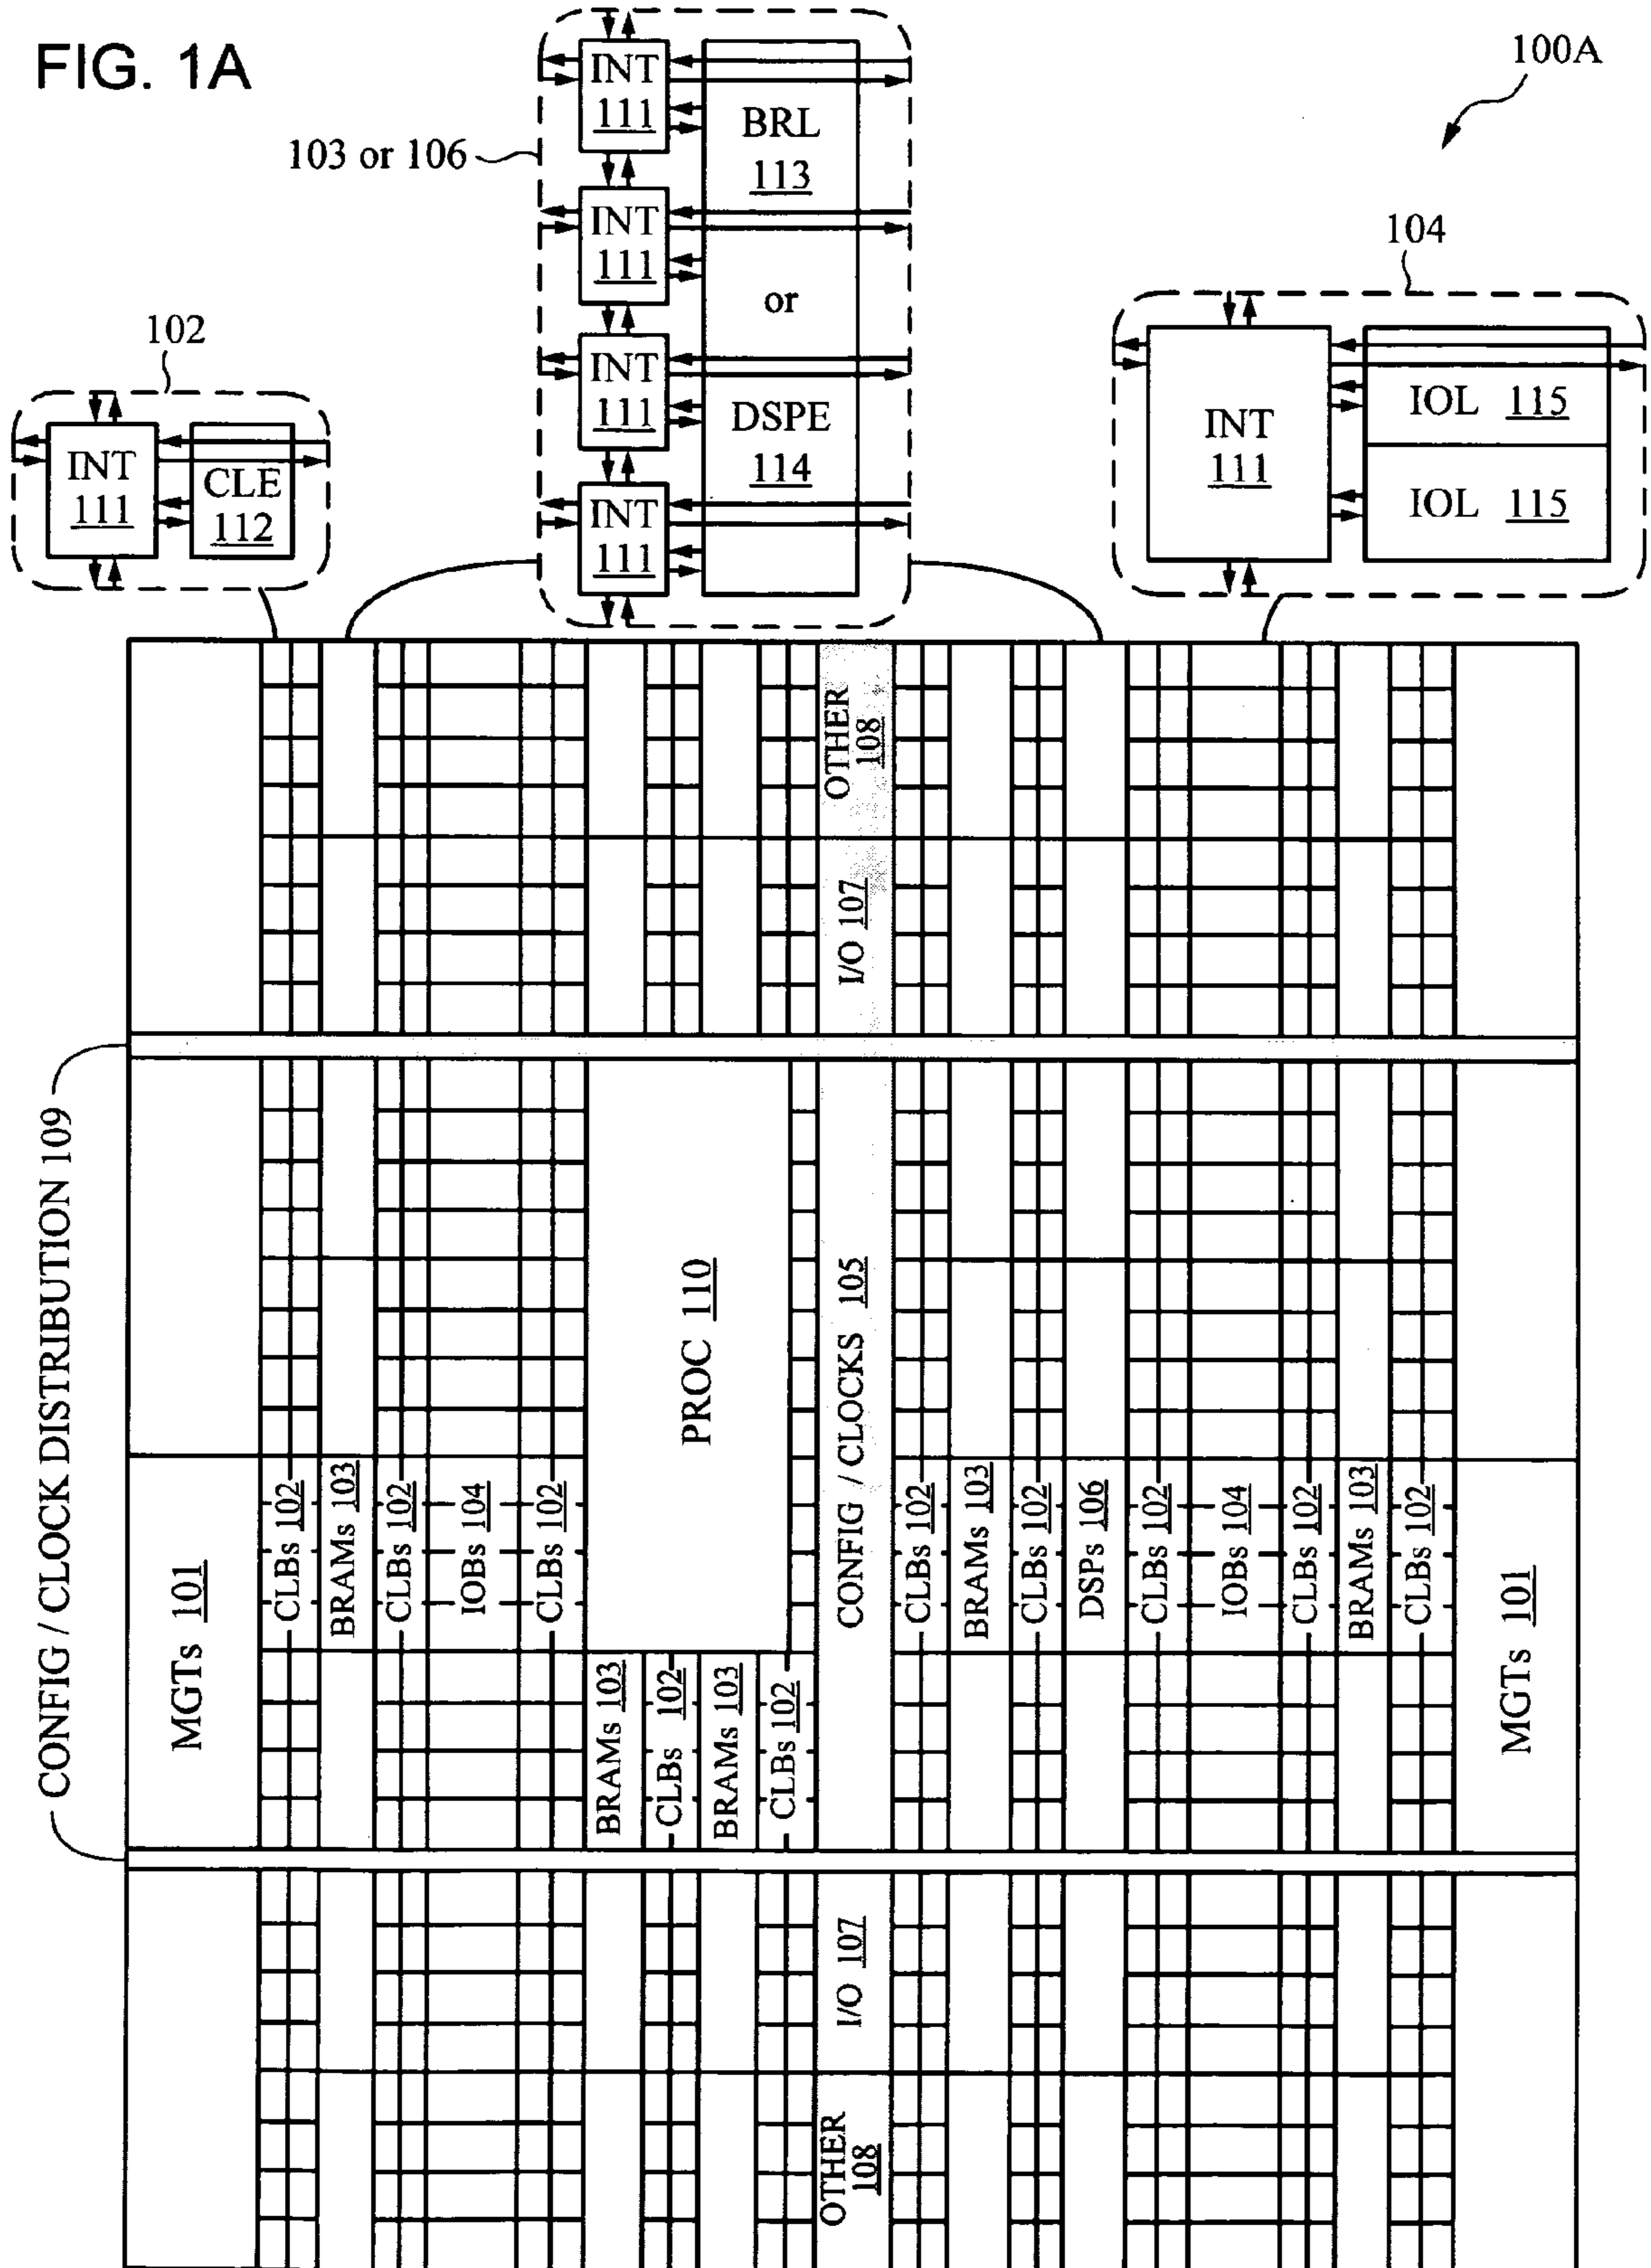 FIG. 1A
100A
103 or 106
INT
111
INT
111
INT
111
INT
111
BRL
113
or
DSPE
114
104
INT
111
IOL 115
IOL 115
102
INT
111
CLE
112
OTHER
108
I/O 107
CONFIG / CLOCK DISTRIBUTION 109
PROC 110
CONFIG / CLOCKS 105
MGTs 101
CLBs 102
BRAMs 103
CLBs 102
IOBs 104
CLBs 102
BRAMs 103
CLBs 102
BRAMs 103
CLBs 102
CLBs 102
BRAMs 103
CLBs 102
DSPs 106
CLBs 102
IOBs 104
CLBs 102
BRAMs 103
CLBs 102
MGTs 101
I/O 107
OTHER
108